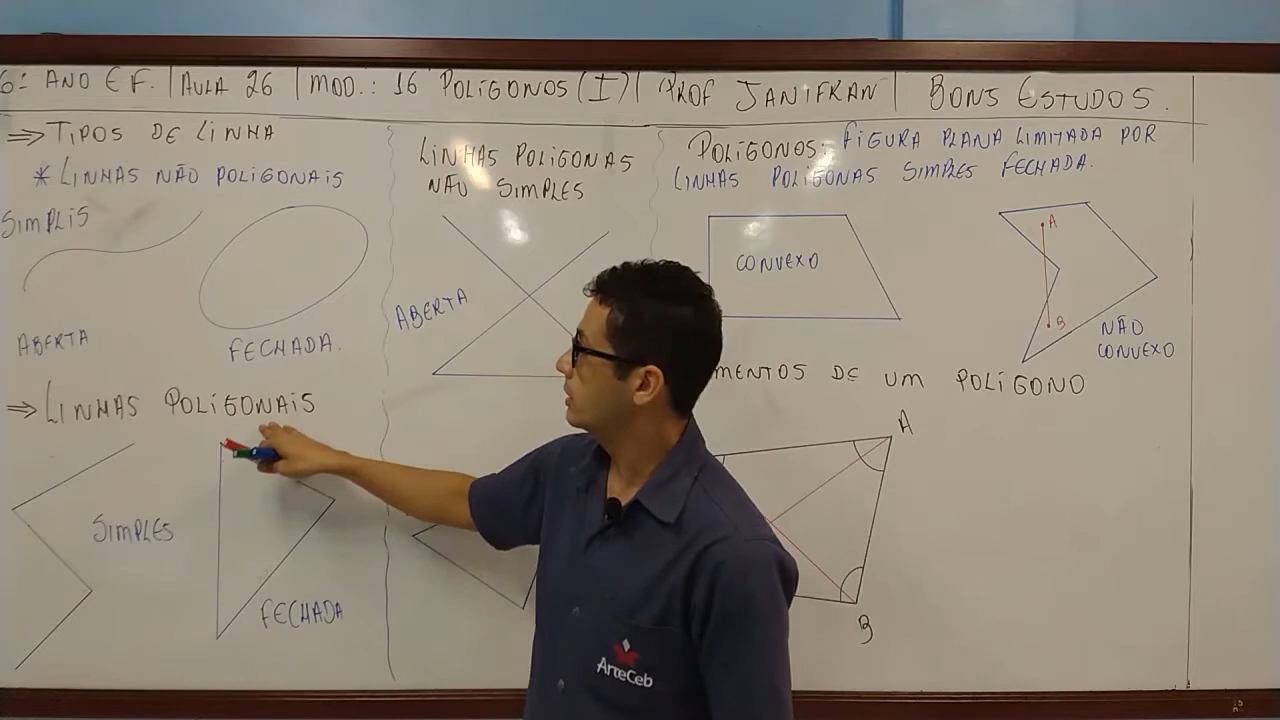 6º ANO E F. | AULA 26 | MOD.: 16 POLÍGONOS (I) | PROF JANIFRAN | BONS ESTUDOS.
⇒ TIPOS DE LINHA
* LINHAS NÃO POLIGONAIS
SIMPLIS
ABERTA
FECHADA.
⇒ LINHAS POLIGONAIS
SIMPLES
FECHADA
LINHAS POLIGONAS
NÃO SIMPLES
ABERTA
POLÍGONOS: FIGURA PLANA LIMITADA POR
LINHAS POLIGONAS SIMPLES FECHADA.
CONVEXO
A
B
NÃO
CONVEXO
MENTOS DE UM POLÍGONO
A
B
ArteCeb